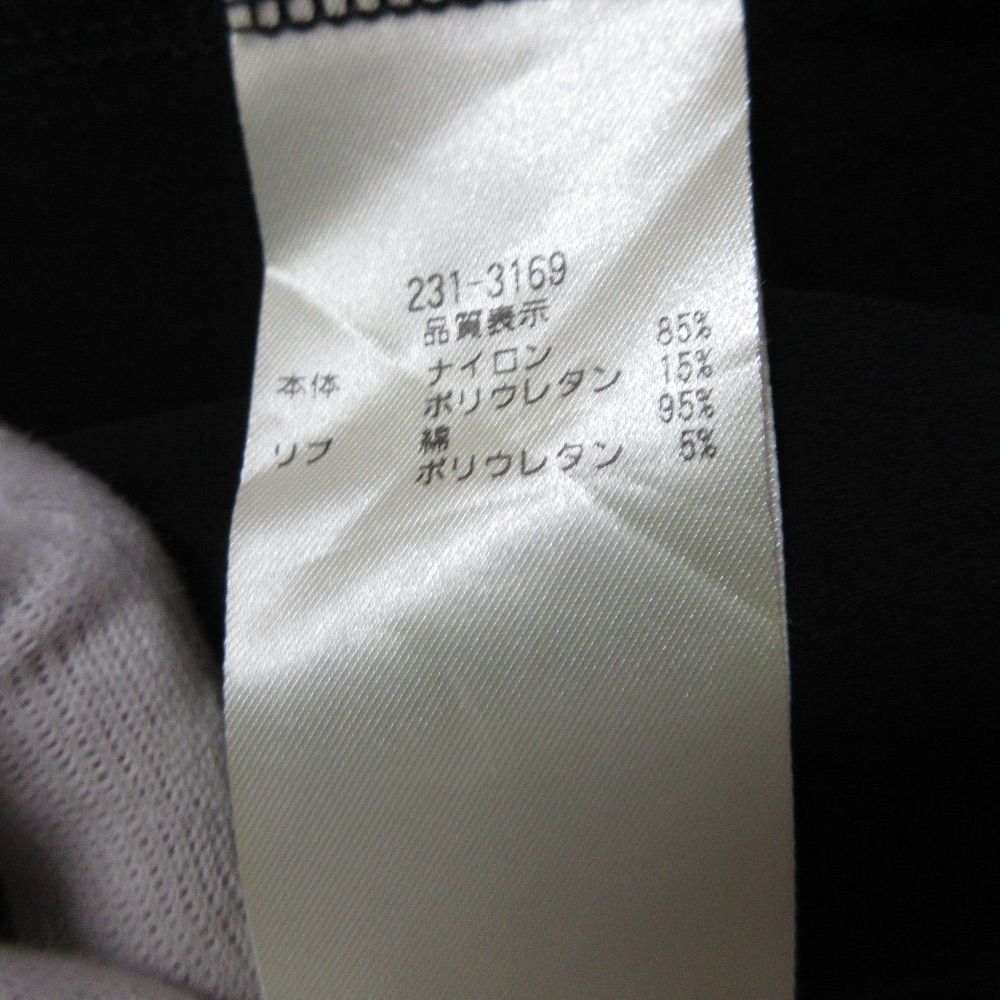 231-3169
品質表示
本体 ナイロン 85%
ポリウレタン 15%
リブ 綿 95%
ポリウレタン 5%